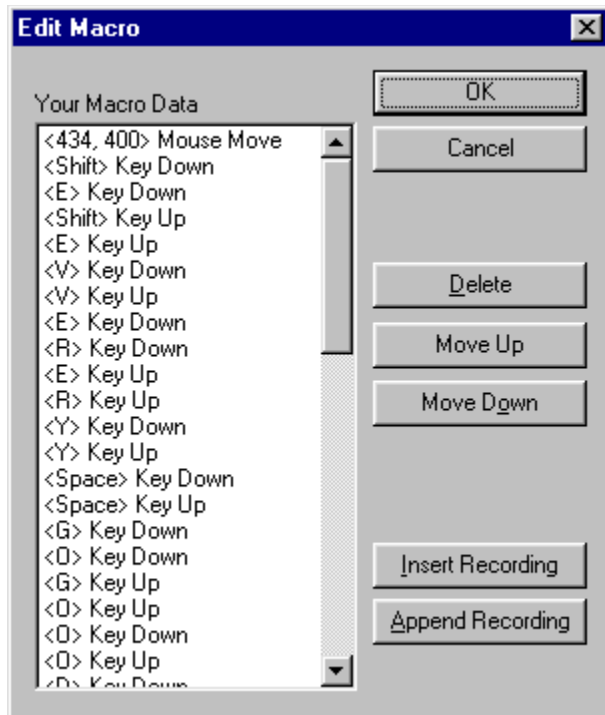 Edit Macro
Your Macro Data
<434, 400> Mouse Move
<Shift> Key Down
<E> Key Down
<Shift> Key Up
<E> Key Up
<V> Key Down
<V> Key Up
<E> Key Down
<R> Key Down
<E> Key Up
<R> Key Up
<Y> Key Down
<Y> Key Up
<Space> Key Down
<Space> Key Up
<G> Key Down
<O> Key Down
<G> Key Up
<O> Key Up
<O> Key Down
<O> Key Up
<D> Key Down
OK
Cancel
Delete
Move Up
Move Down
Insert Recording
Append Recording